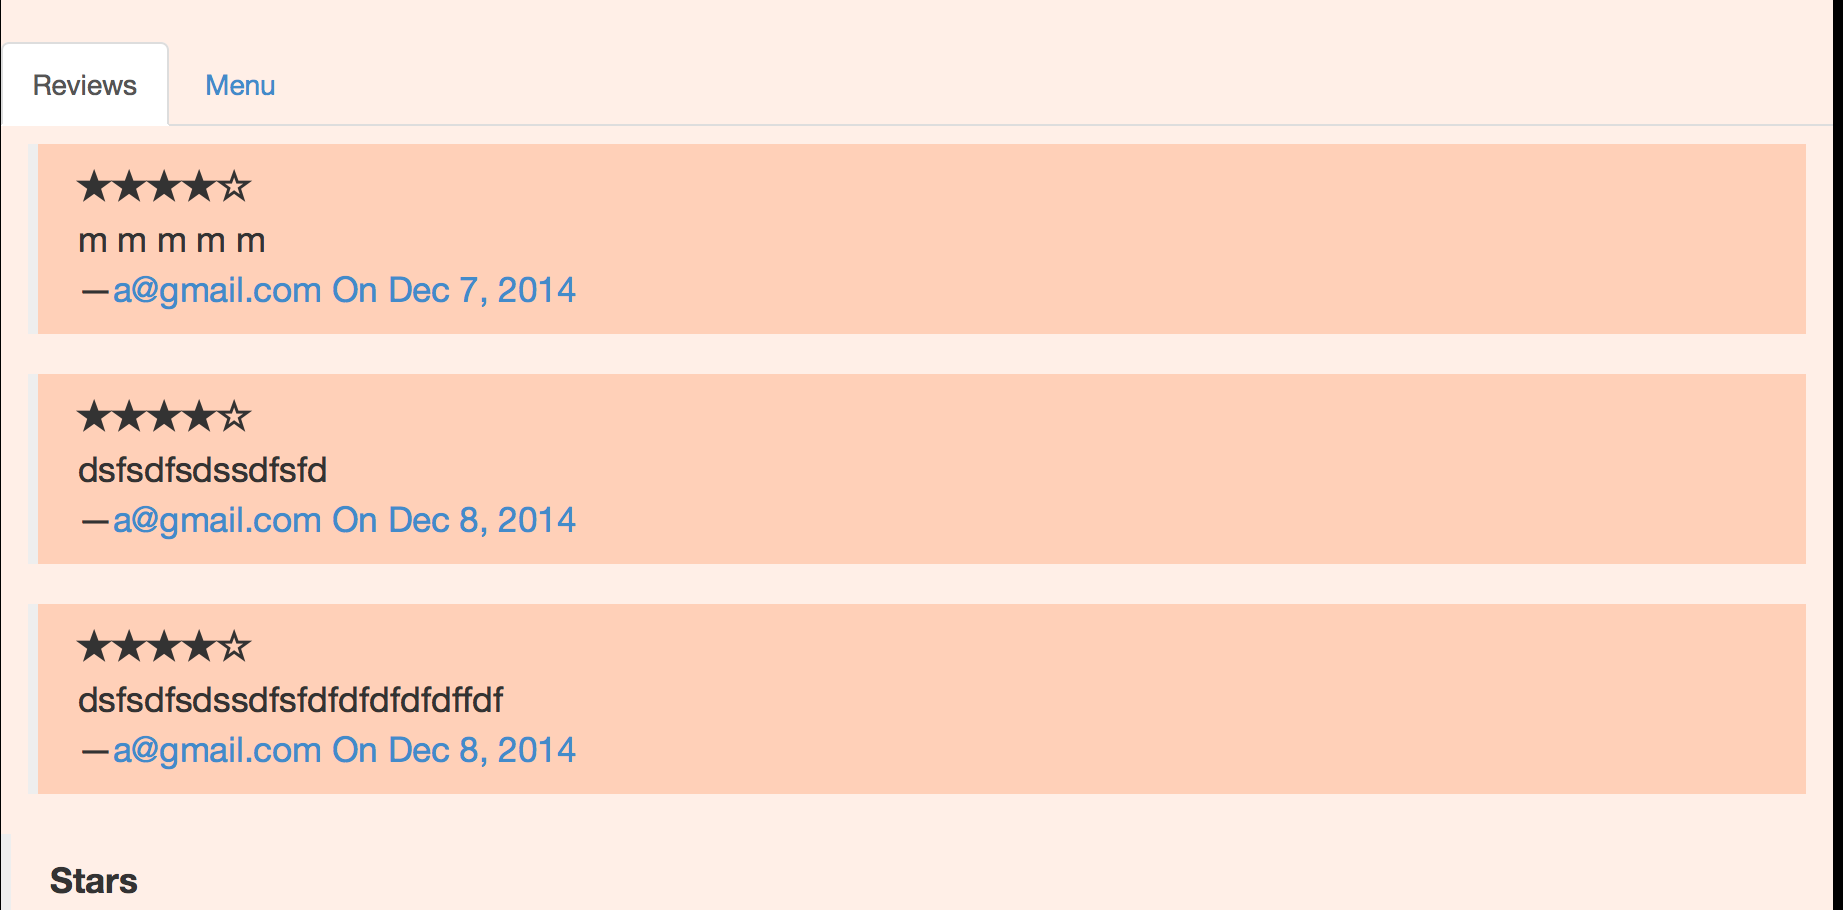 Reviews Menu
★★★★☆
m m m m m
—a@gmail.com On Dec 7, 2014
★★★★☆
dsfsdfsdssdfsfd
—a@gmail.com On Dec 8, 2014
★★★★☆
dsfsdfsdssdfsfdfdfdfdfdffdf
—a@gmail.com On Dec 8, 2014
Stars